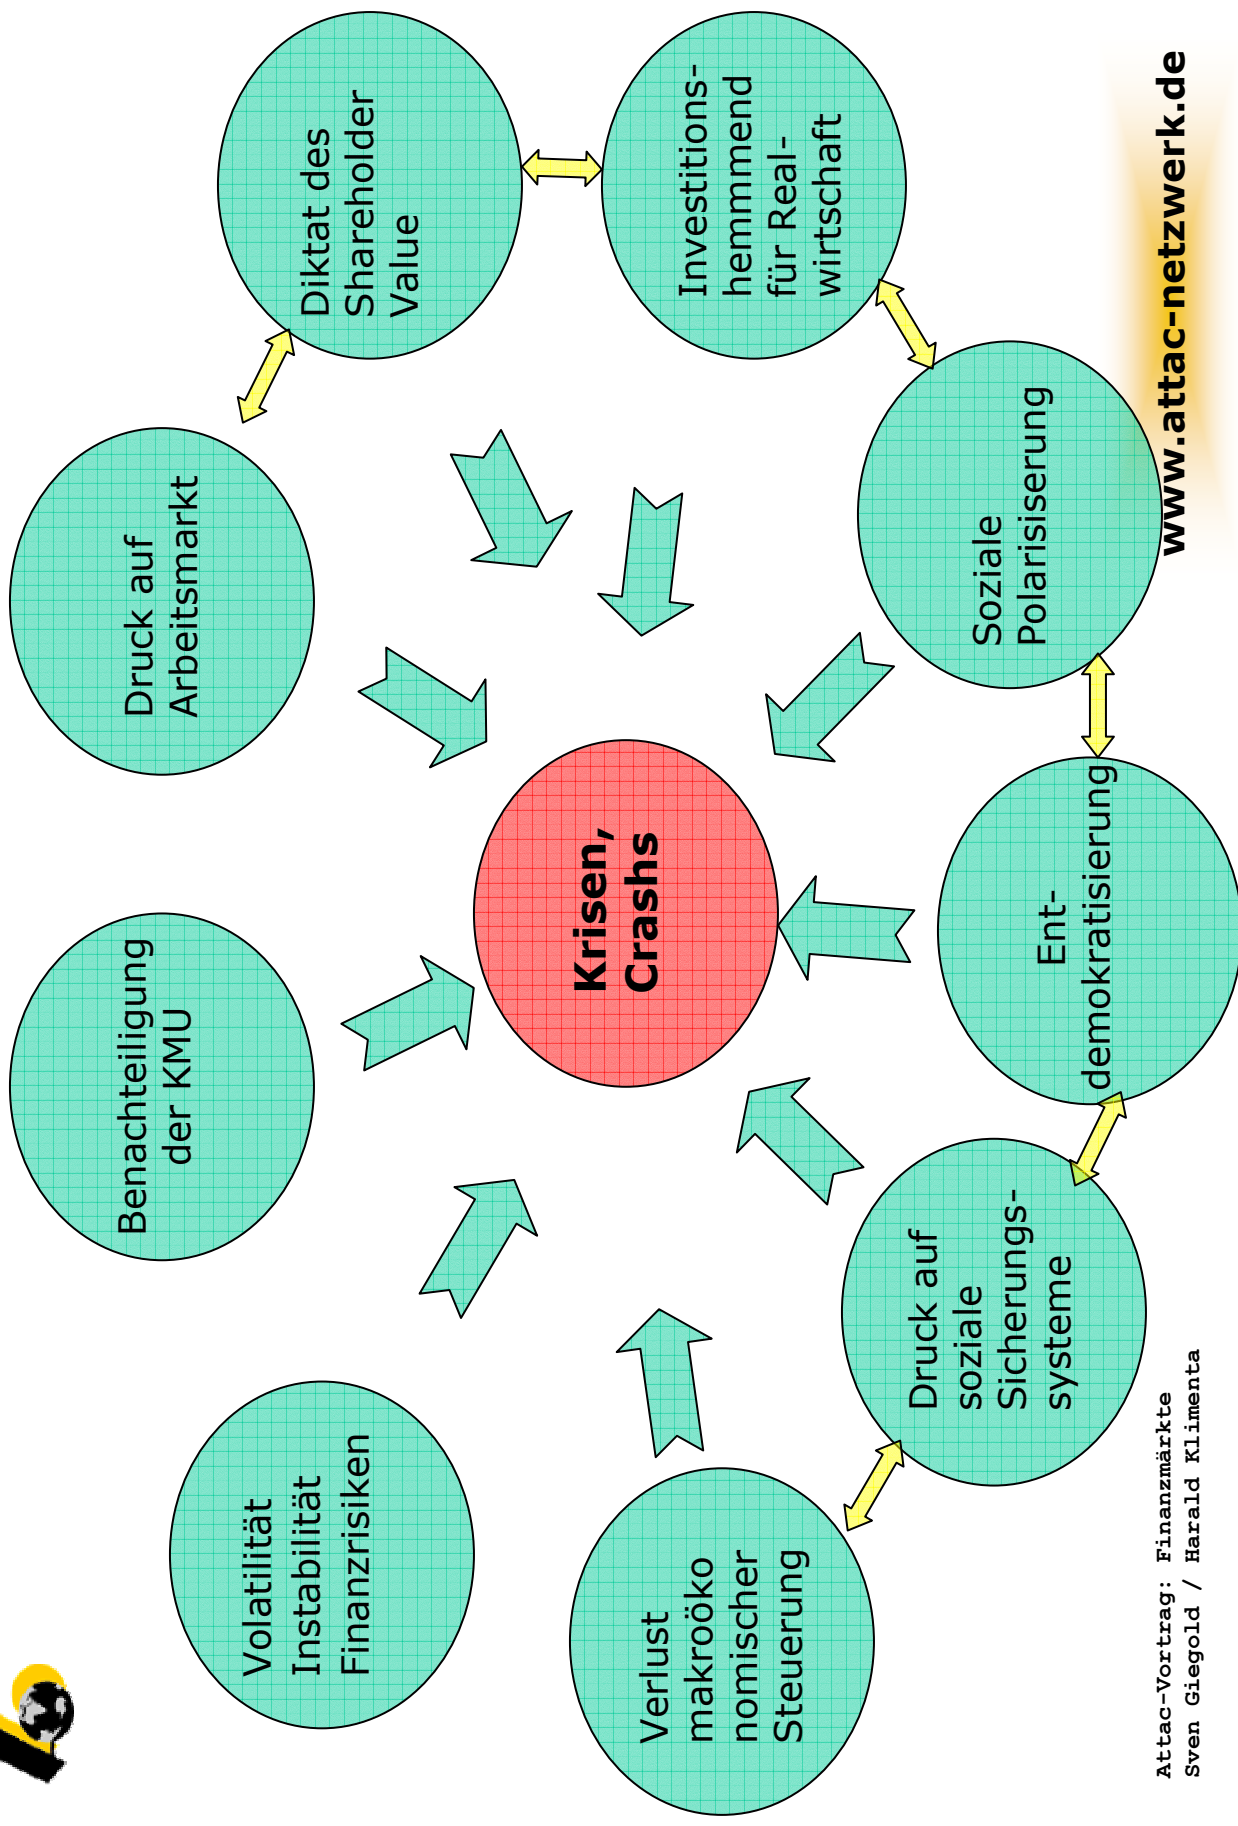 Volatilität
Instabilität
Finanzrisiken
Benachteiligung
der KMU
Druck auf
Arbeitsmarkt
Diktat des
Shareholder
Value
Verlust
makroöko
nomischer
Steuerung
Krisen,
Crashs
Investitions-
hemmmend
für Real-
wirtschaft
Druck auf
soziale
Sicherungs-
systeme
Ent-
demokratisierung
Soziale
Polarisiserung
Attac-Vortrag: Finanzmärkte
Sven Giegold / Harald Klimenta
www.attac-netzwerk.de